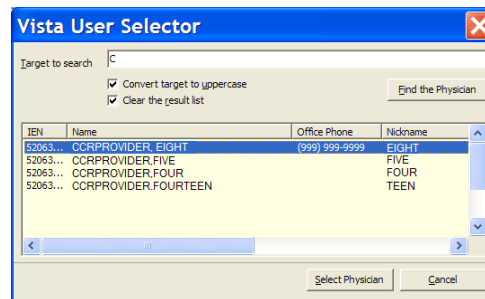 Vista User Selector
Target to search C
Convert target to uppercase
Clear the result list
Find the Physician
IEN Name Office Phone Nickname
52063... CCRPROVIDER, EIGHT (999) 999-9999 EIGHT
52063... CCRPROVIDER,FIVE FIVE
52063... CCRPROVIDER,FOUR FOUR
52063... CCRPROVIDER.FOURTEEN TEEN
Select Physician Cancel